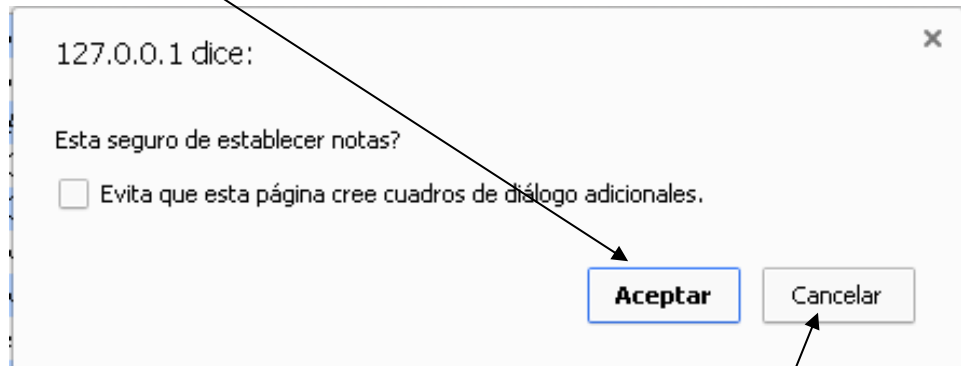 127.0.0.1 dice:
Esta seguro de establecer notas?
Evita que esta página cree cuadros de diálogo adicionales.
Aceptar
Cancelar